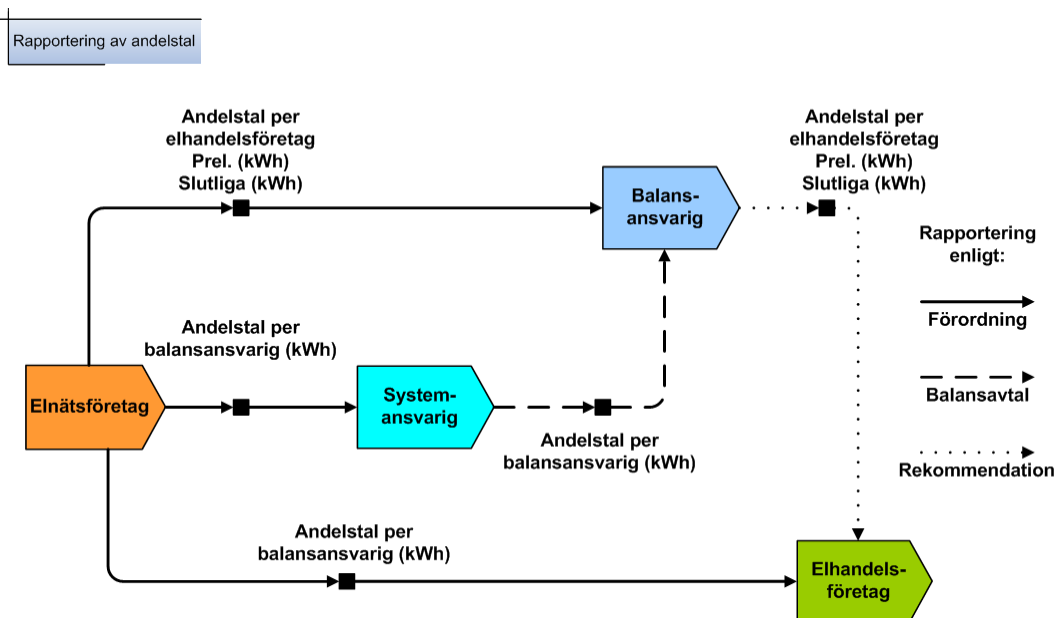 Rapportering av andelstal
Andelstal per
elhandelsföretag
Prel. (kWh)
Slutliga (kWh)
Andelstal per
elhandelsföretag
Prel. (kWh)
Slutliga (kWh)
Balans-
ansvarig
Rapportering
enligt:
Förordning
Balansavtal
Rekommendation
Andelstal per
balansansvarig (kWh)
Elnätsföretag
System-
ansvarig
Andelstal per
balansansvarig (kWh)
Andelstal per
balansansvarig (kWh)
Elhandels-
företag